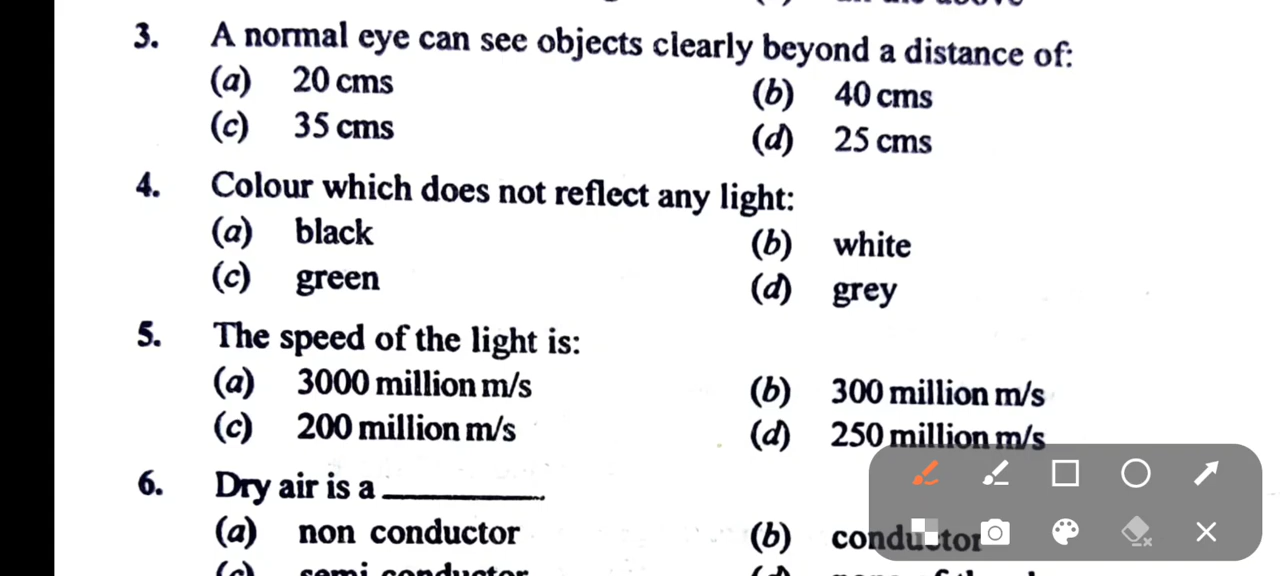 3. A normal eye can see objects clearly beyond a distance of:
(a) 20 cms (b) 40 cms
(c) 35 cms (d) 25 cms
4. Colour which does not reflect any light:
(a) black (b) white
(c) green (d) grey
5. The speed of the light is:
(a) 3000 million m/s (b) 300 million m/s
(c) 200 million m/s (d) 250 million m/s
6. Dry air is a __________.
(a) non conductor (b) conductor